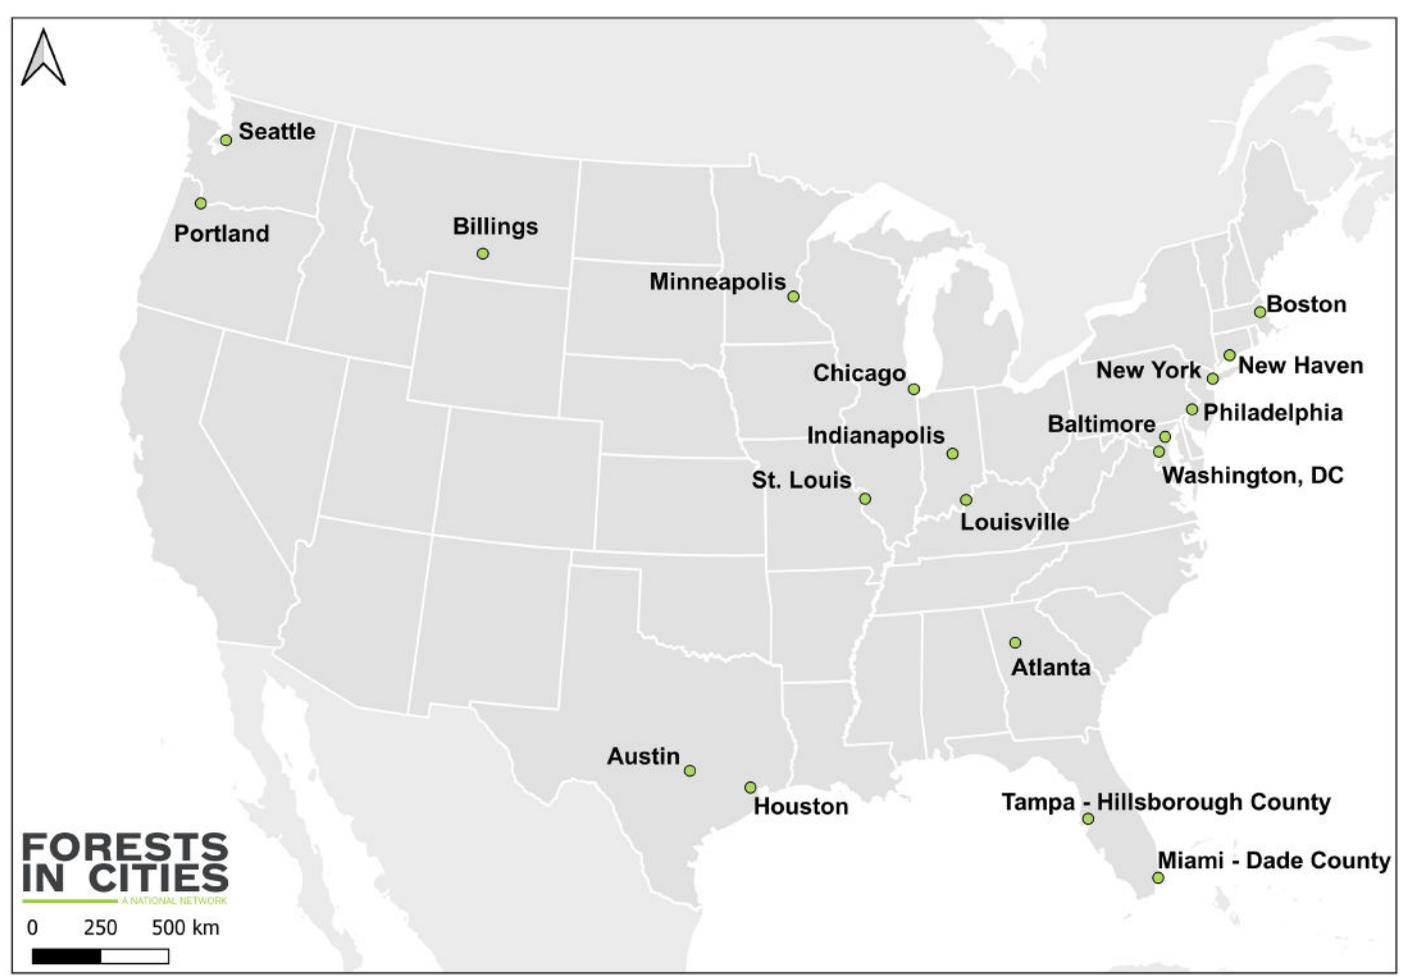 Seattle
Portland
Billings
Minneapolis
Boston
New Haven
New York
Chicago
Philadelphia
Baltimore
Indianapolis
Washington, DC
St. Louis
Louisville
Atlanta
Austin
Houston
Tampa - Hillsborough County
Miami - Dade County
FORESTS
IN CITIES
A NATIONAL NETWORK
0 250 500 km